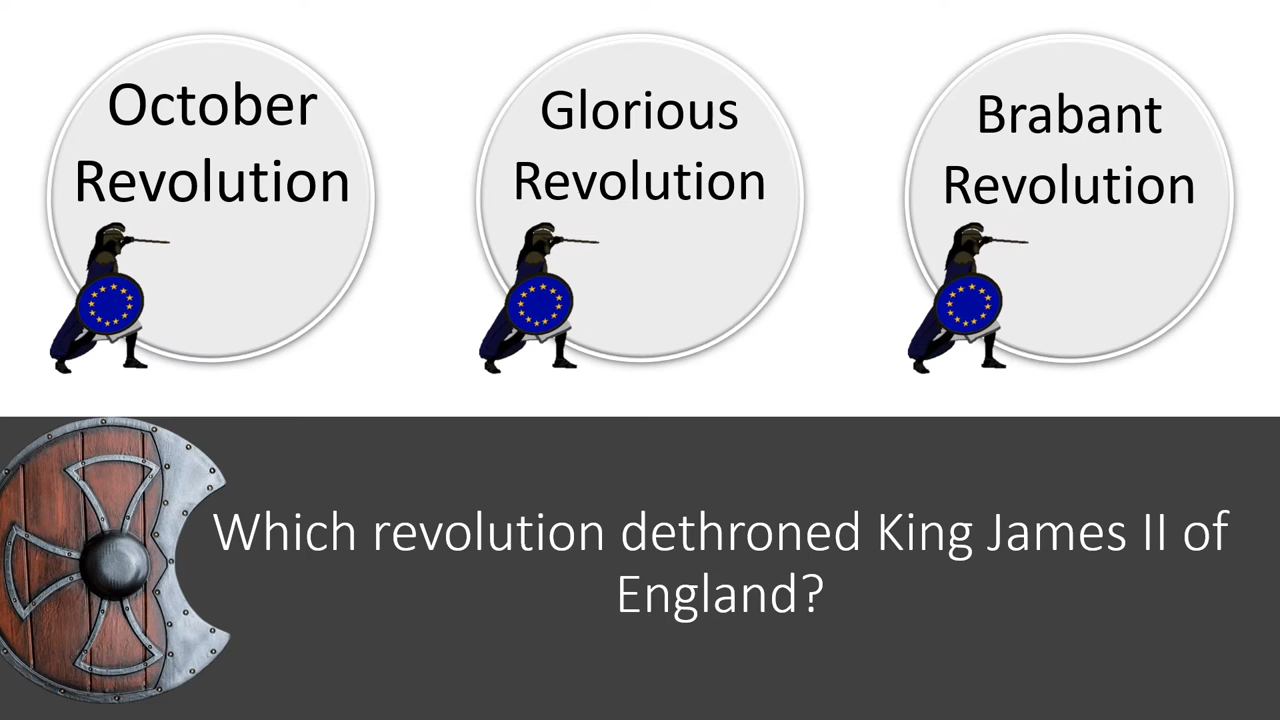 October
Revolution
Glorious
Revolution
Brabant
Revolution
Which revolution dethroned King James II of
England?